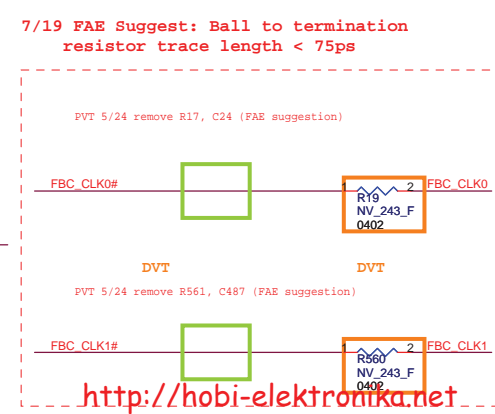 7/19 FAE Suggest: Ball to termination
resistor trace length < 75ps
PVT 5/24 remove R17, C24 (FAE suggestion)
FBC_CLK0#
1
2
FBC_CLK0
R19
NV_243_F
0402
DVT
DVT
PVT 5/24 remove R561, C487 (FAE suggestion)
FBC_CLK1#
1
2
FBC_CLK1
R560
NV_243_F
0402
http://hobi-elektronika.net